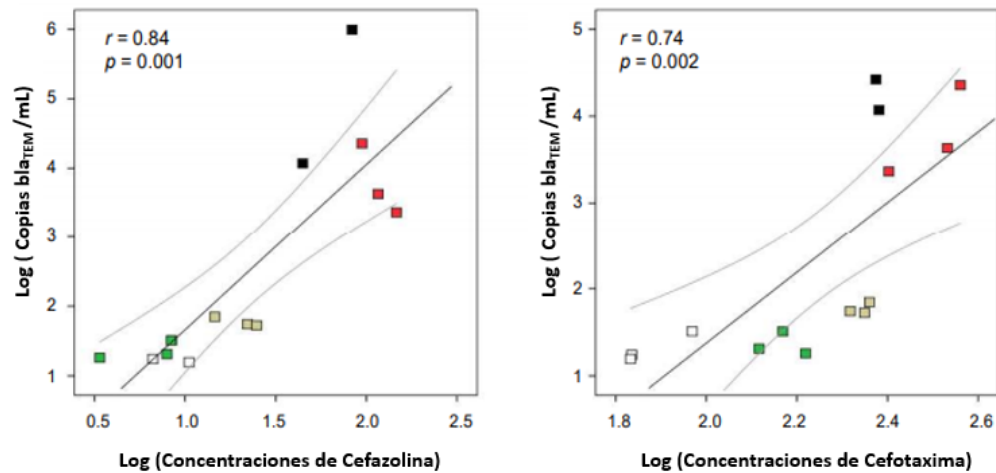 r = 0.84
p = 0.001
6
5
4
3
2
1
Log ( Copias bla_TEM /mL)
0.5 1.0 1.5 2.0 2.5
Log (Concentraciones de Cefazolina)
r = 0.74
p = 0.002
5
4
3
2
1
Log ( Copias bla_TEM /mL)
1.8 2.0 2.2 2.4 2.6
Log (Concentraciones de Cefotaxima)